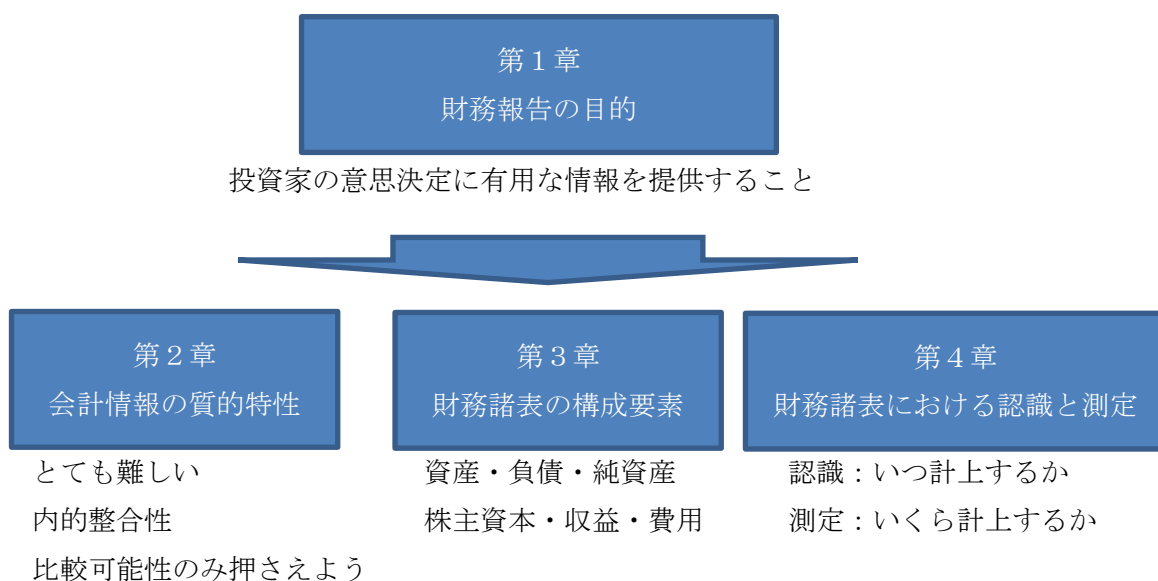 第１章
財務報告の目的
投資家の意思決定に有用な情報を提供すること
第２章
会計情報の質的特性
とても難しい
内的整合性
比較可能性のみ押さえよう
第３章
財務諸表の構成要素
資産・負債・純資産
株主資本・収益・費用
第４章
財務諸表における認識と測定
認識：いつ計上するか
測定：いくら計上するか